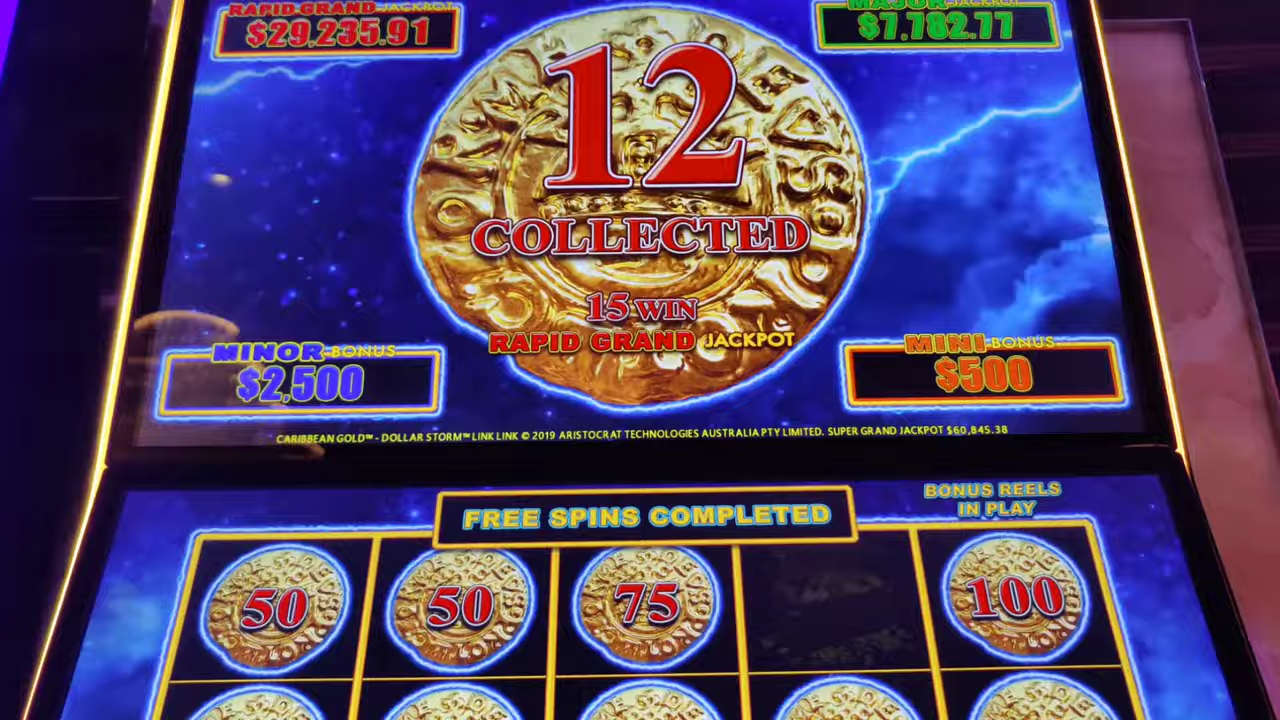 RAPID GRAND JACKPOT
$29,235.91
MAJOR JACKPOT
$7,782.77
12
COLLECTED
15 WIN
RAPID GRAND JACKPOT
MINOR BONUS
$2,500
MINI BONUS
$500
CARIBBEAN GOLD™ - DOLLAR STORM™ LINK LINK © 2019 ARISTOCRAT TECHNOLOGIES AUSTRALIA PTY LIMITED. SUPER GRAND JACKPOT $60,845.38
FREE SPINS COMPLETED
BONUS REELS
IN PLAY
50
50
75
100